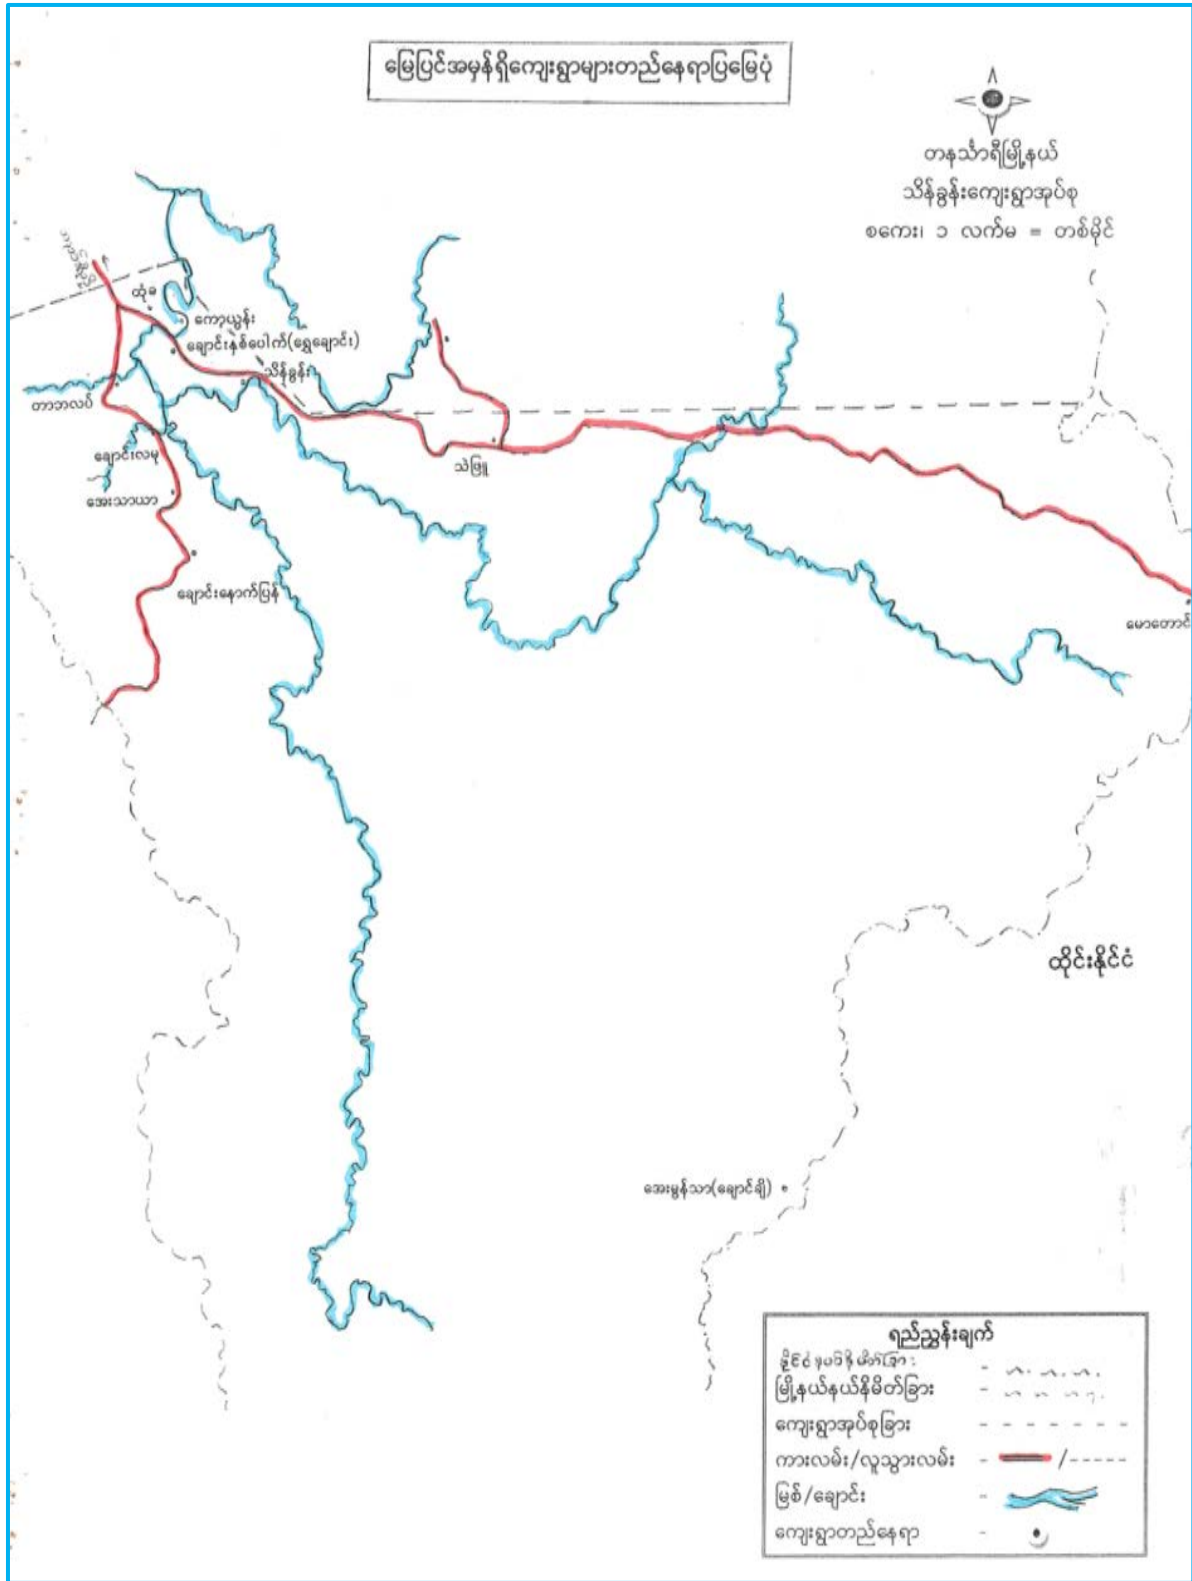 မြေပြင်အမှန်ရှိကျေးရွာများတည်နေရာပြမြေပုံ
တနင်္သာရီမြို့နယ်
သိန်ခွန်းကျေးရွာအုပ်စု
စကေး၊ ၁ လက်မ = တစ်မိုင်
ထုံခ
ကော့ယွန်း
ချောင်းနှစ်ပေါက်(ရွှေချောင်း)
သိန်ခွန်း
တာဘလပ်
ချောင်းလမု
သဲဖြူ
အေးသာယာ
ချောင်းနောက်ပြန်
မောတောင်
ထိုင်းနိုင်ငံ
အေးမွန်သာ(ချောင်ချီ)
ရည်ညွှန်းချက်
မြို့နယ်နယ်နိမိတ်ခြား -
ကျေးရွာအုပ်စုခြား
ကားလမ်း/လူသွားလမ်း - /
မြစ်/ချောင်း -
ကျေးရွာတည်နေရာ -